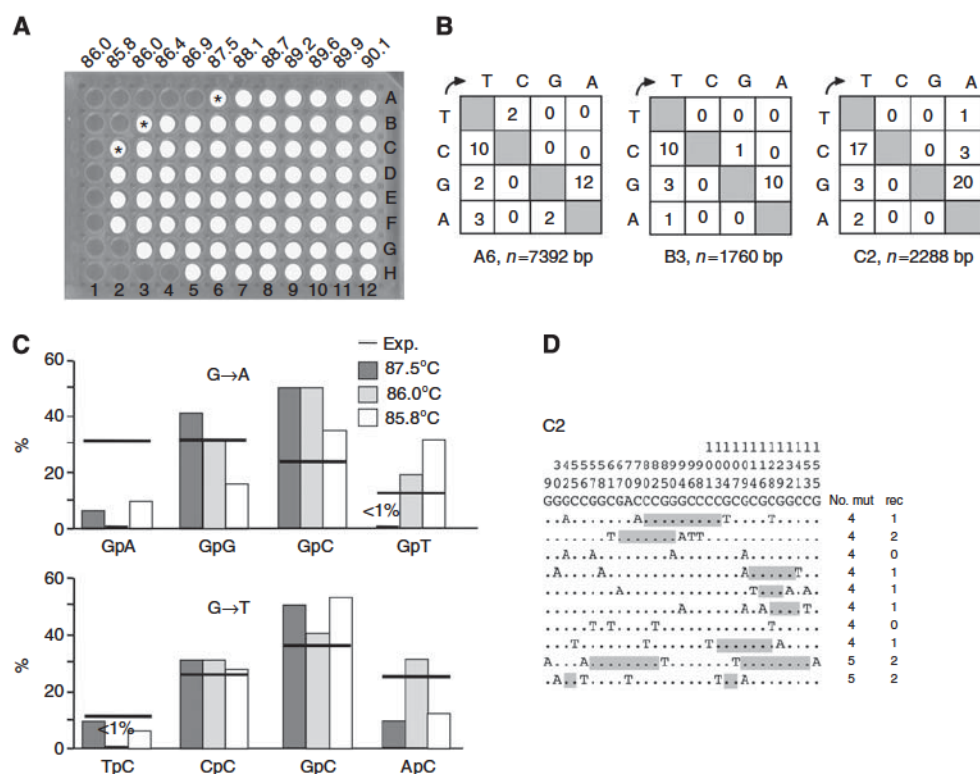 A
86.0 85.8 86.0 86.4 86.9 87.5 88.1 88.7 89.2 89.6 89.9 90.1
* A
* B
* C
D
E
F
G
H
1 2 3 4 5 6 7 8 9 10 11 12
B
T C G A
T 2 0 0
C 10 0 0
G 2 0 12
A 3 0 2
A6, n=7392 bp
T C G A
T 0 0 0
C 10 1 0
G 3 0 10
A 1 0 0
B3, n=1760 bp
T C G A
T 0 0 1
C 17 0 3
G 3 0 20
A 2 0 0
C2, n=2288 bp
C
60
40
20
0
%
G→A
Exp.
87.5°C
86.0°C
85.8°C
<1%
GpA GpG GpC GpT
60
40
20
0
%
G→T
<1%
TpC CpC GpC ApC
D
C2
GGGCCGGCGACCCGGGCCCCGCGCGCGGCCG No. mut rec
4 1
4 2
4 0
4 1
4 1
4 1
4 0
4 1
5 2
5 2